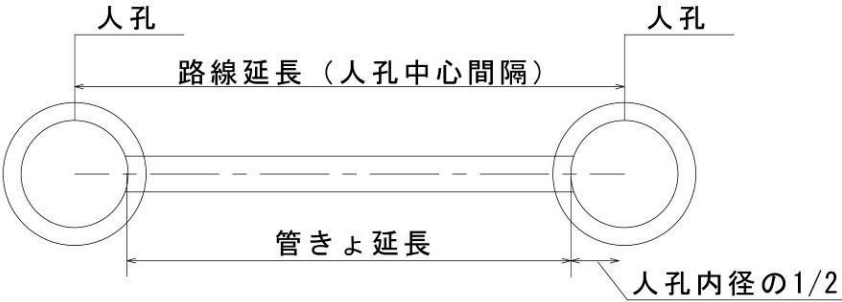 人孔
人孔
路線延長（人孔中心間隔）
管きょ延長
人孔内径の1/2